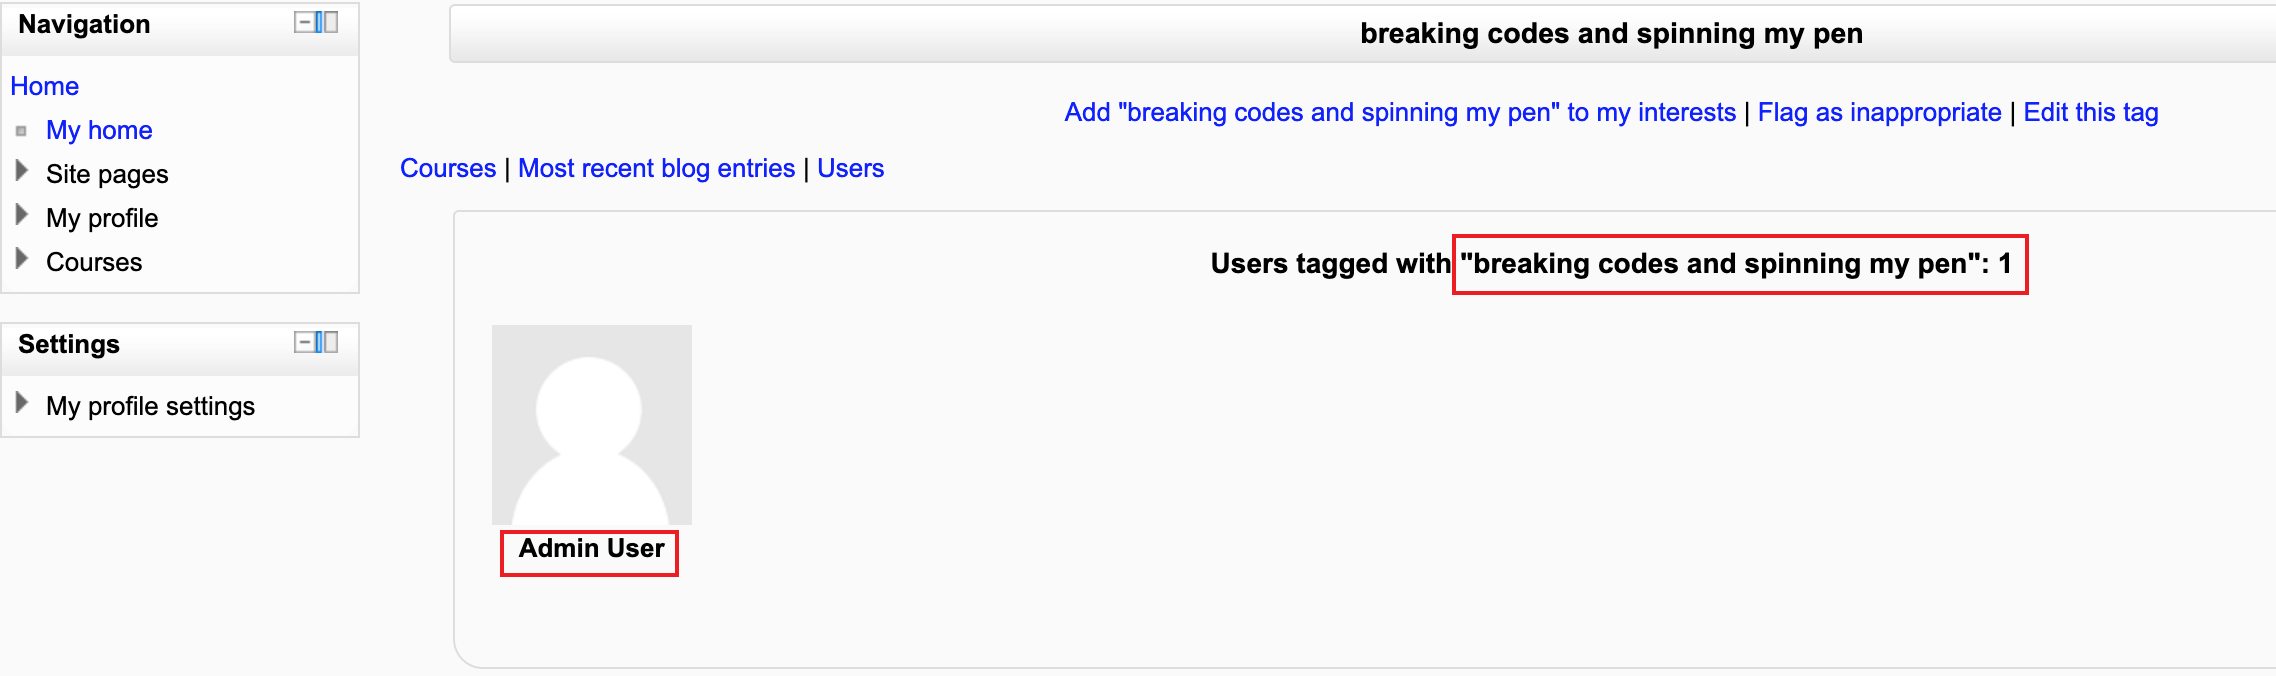 Navigation
Home
My home
Site pages
My profile
Courses
Settings
My profile settings
breaking codes and spinning my pen
Add "breaking codes and spinning my pen" to my interests | Flag as inappropriate | Edit this tag
Courses | Most recent blog entries | Users
Users tagged with "breaking codes and spinning my pen": 1
Admin User